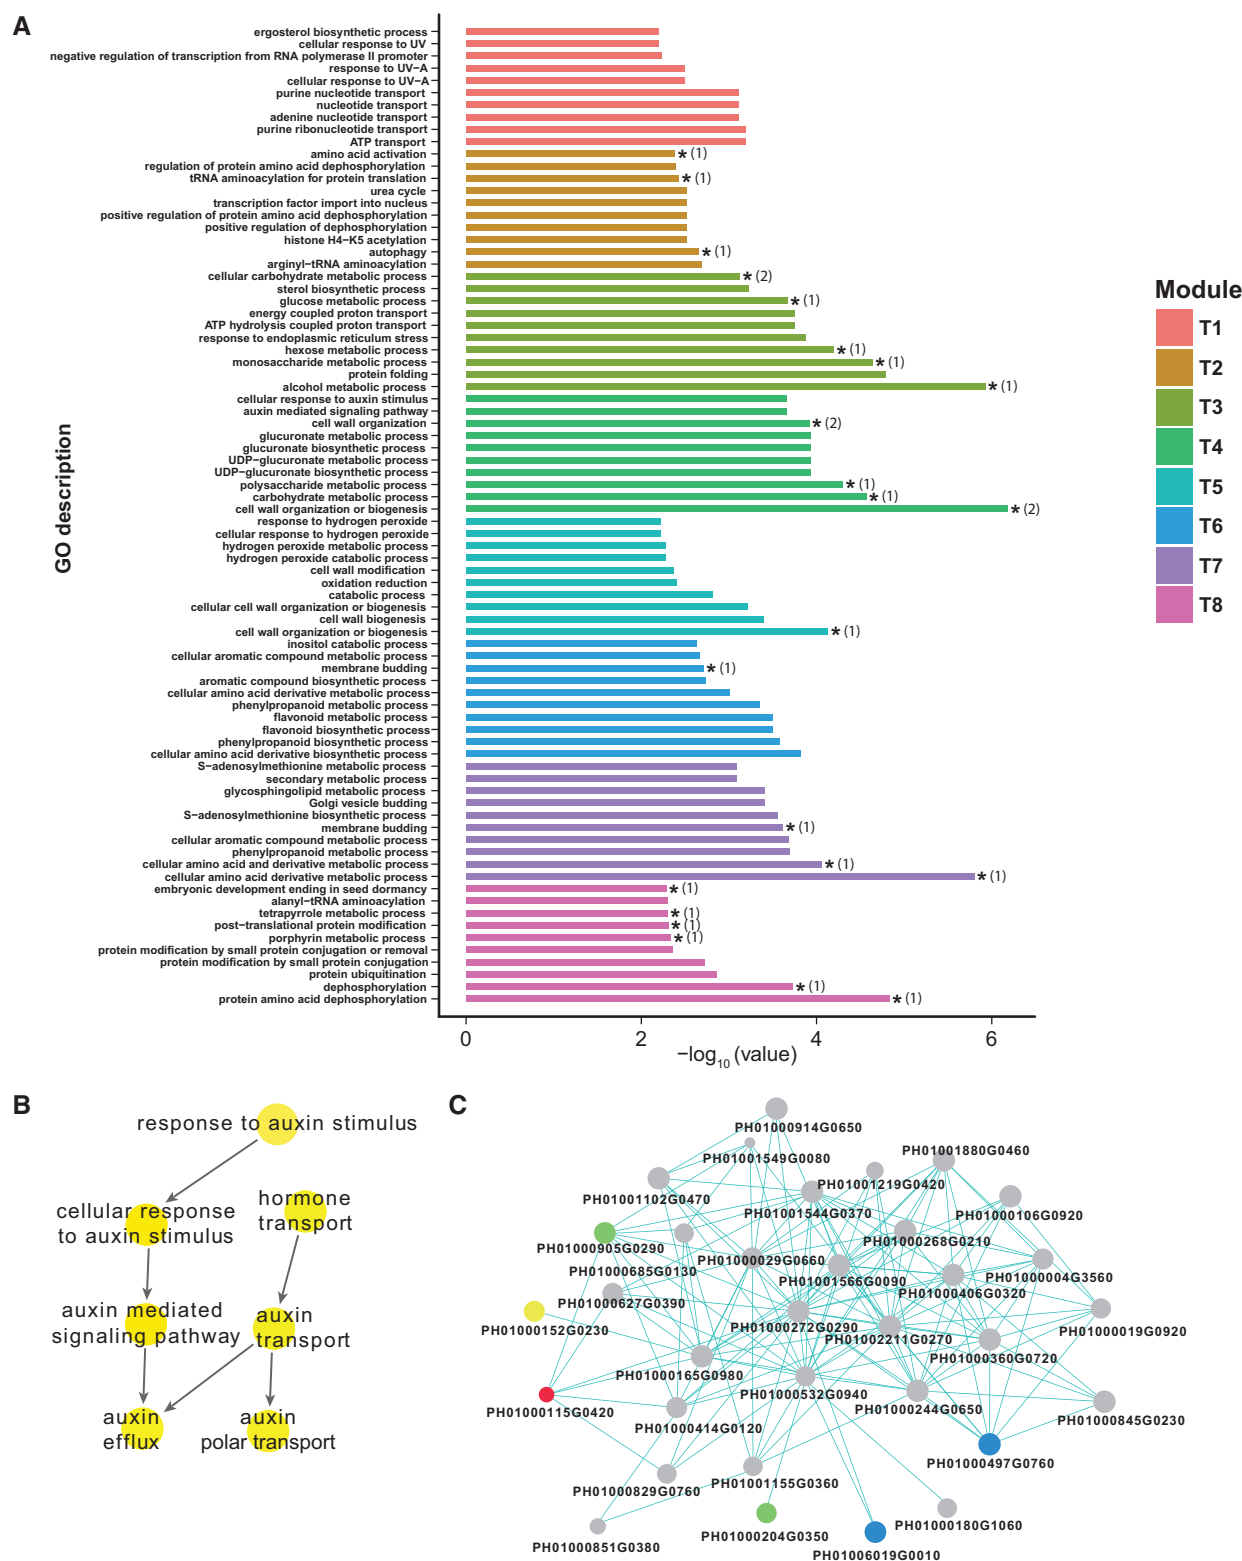 A
ergosterol biosynthetic process
cellular response to UV
negative regulation of transcription from RNA polymerase II promoter
response to UV−A
cellular response to UV−A
purine nucleotide transport
nucleotide transport
adenine nucleotide transport
purine ribonucleotide transport
ATP transport
amino acid activation * (1)
regulation of protein amino acid dephosphorylation
tRNA aminoacylation for protein translation * (1)
urea cycle
transcription factor import into nucleus
positive regulation of protein amino acid dephosphorylation
positive regulation of dephosphorylation
histone H4−K5 acetylation
autophagy * (1)
arginyl−tRNA aminoacylation
cellular carbohydrate metabolic process * (2)
sterol biosynthetic process
glucose metabolic process * (1)
energy coupled proton transport
ATP hydrolysis coupled proton transport
response to endoplasmic reticulum stress
hexose metabolic process * (1)
monosaccharide metabolic process * (1)
protein folding
alcohol metabolic process * (1)
cellular response to auxin stimulus
auxin mediated signaling pathway
cell wall organization * (2)
glucuronate metabolic process
glucuronate biosynthetic process
UDP−glucuronate metabolic process
UDP−glucuronate biosynthetic process
polysaccharide metabolic process * (1)
carbohydrate metabolic process * (1)
cell wall organization or biogenesis * (2)
response to hydrogen peroxide
cellular response to hydrogen peroxide
hydrogen peroxide metabolic process
hydrogen peroxide catabolic process
cell wall modification
oxidation reduction
catabolic process
cellular cell wall organization or biogenesis
cell wall biogenesis
cell wall organization or biogenesis * (1)
inositol catabolic process
cellular aromatic compound metabolic process
membrane budding * (1)
aromatic compound biosynthetic process
cellular amino acid derivative metabolic process
phenylpropanoid metabolic process
flavonoid metabolic process
flavonoid biosynthetic process
phenylpropanoid biosynthetic process
cellular amino acid derivative biosynthetic process
S−adenosylmethionine metabolic process
secondary metabolic process
glycosphingolipid metabolic process
Golgi vesicle budding
S−adenosylmethionine biosynthetic process
membrane budding * (1)
cellular aromatic compound metabolic process
phenylpropanoid metabolic process
cellular amino acid and derivative metabolic process * (1)
cellular amino acid derivative metabolic process * (1)
embryonic development ending in seed dormancy * (1)
alanyl−tRNA aminoacylation
tetrapyrrole metabolic process * (1)
post−translational protein modification * (1)
porphyrin metabolic process * (1)
protein modification by small protein conjugation or removal
protein modification by small protein conjugation
protein ubiquitination
dephosphorylation * (1)
protein amino acid dephosphorylation * (1)
GO description
0 2 4 6
−log10 (value)
Module
T1
T2
T3
T4
T5
T6
T7
T8
B
response to auxin stimulus
cellular response
to auxin stimulus
hormone
transport
auxin mediated
signaling pathway
auxin
transport
auxin
efflux
auxin
polar transport
C
PH01000914G0650
PH01001549G0080
PH01001880G0460
PH01001219G0420
PH01001102G0470
PH01001544G0370
PH01000106G0920
PH01000268G0210
PH01000905G0290
PH01000029G0660
PH01000685G0130
PH01001566G0090
PH01000004G3560
PH01000406G0320
PH01000627G0390
PH01000152G0230
PH01000272G0290
PH01002211G0270
PH01000019G0920
PH01000360G0720
PH01000165G0980
PH01000532G0940
PH01000244G0650
PH01000115G0420
PH01000414G0120
PH01000845G0230
PH01000497G0760
PH01001155G0360
PH01000829G0760
PH01000180G1060
PH01000204G0350
PH01000851G0380
PH01006019G0010